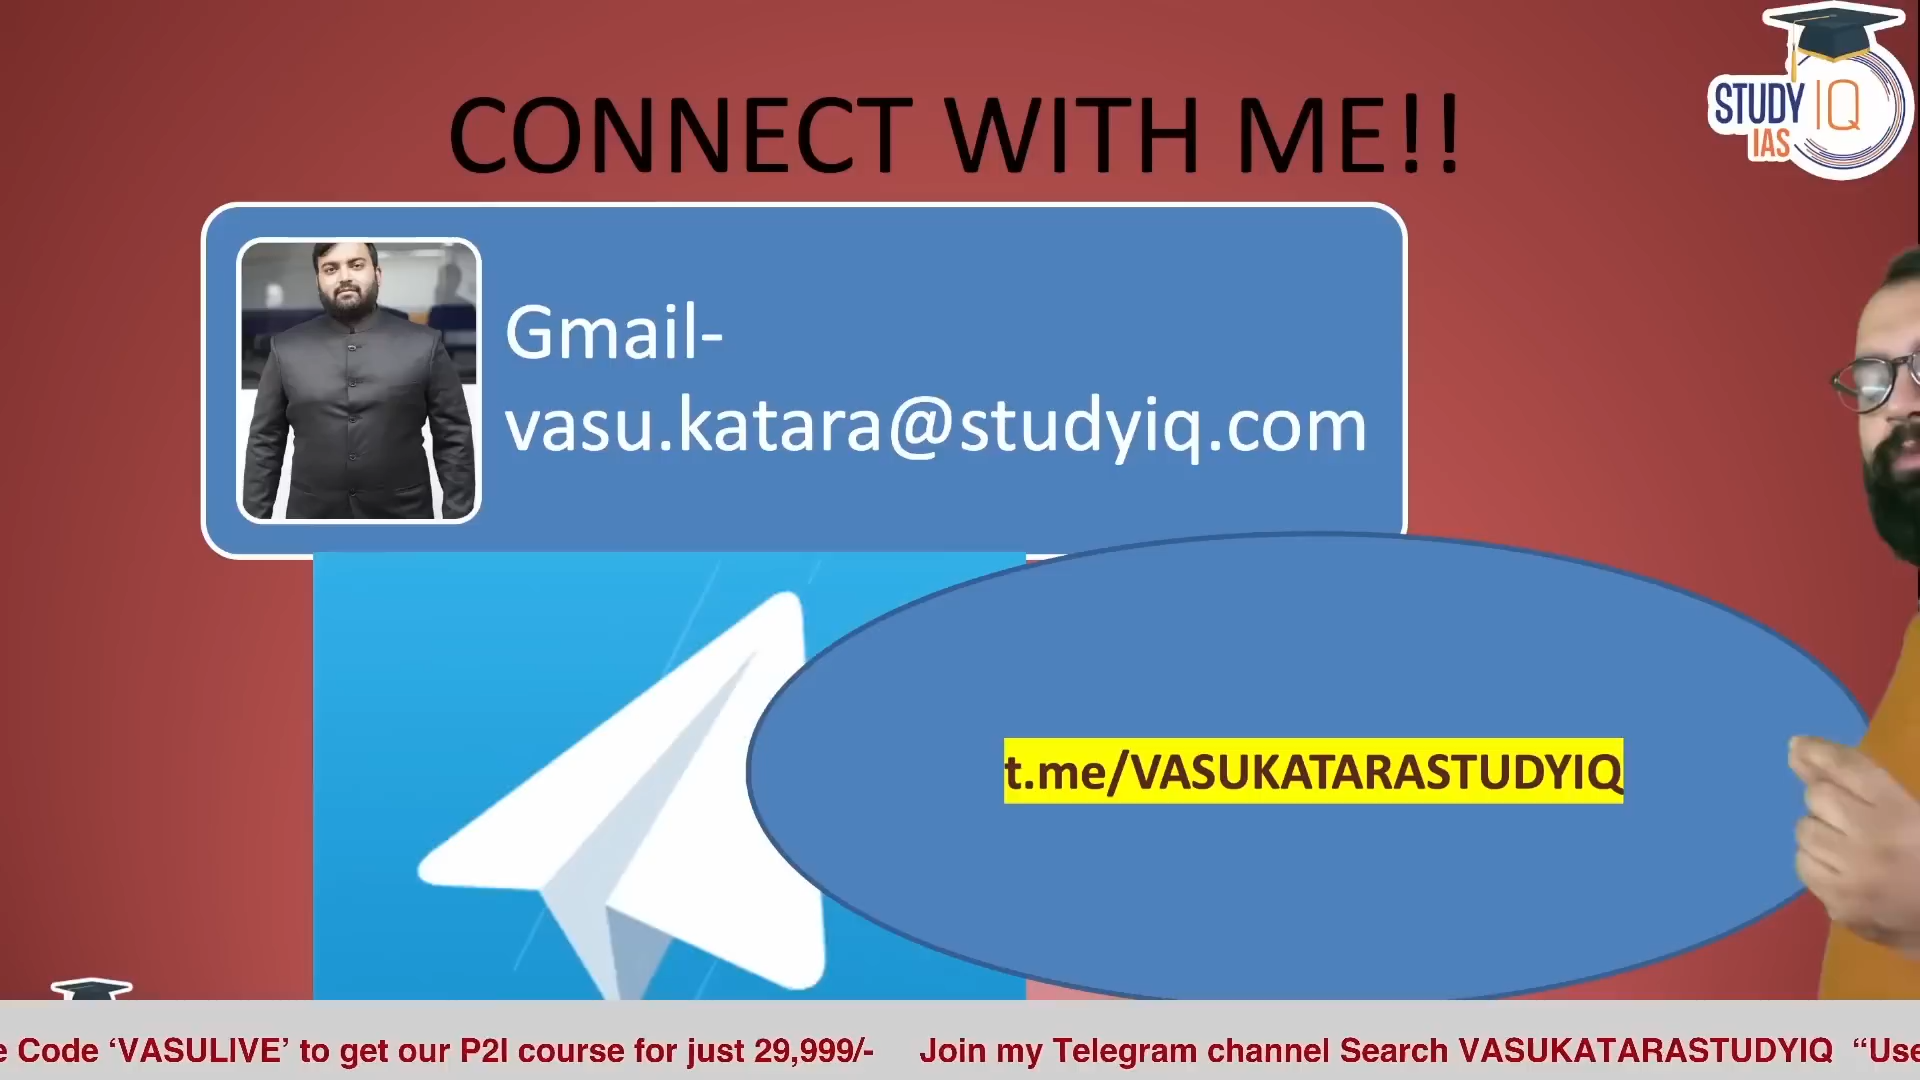 CONNECT WITH ME!!
STUDY IQ
IAS
Gmail-
vasu.katara@studyiq.com
t.me/VASUKATARASTUDYIQ
e Code ‘VASULIVE’ to get our P2I course for just 29,999/- Join my Telegram channel Search VASUKATARASTUDYIQ “Use